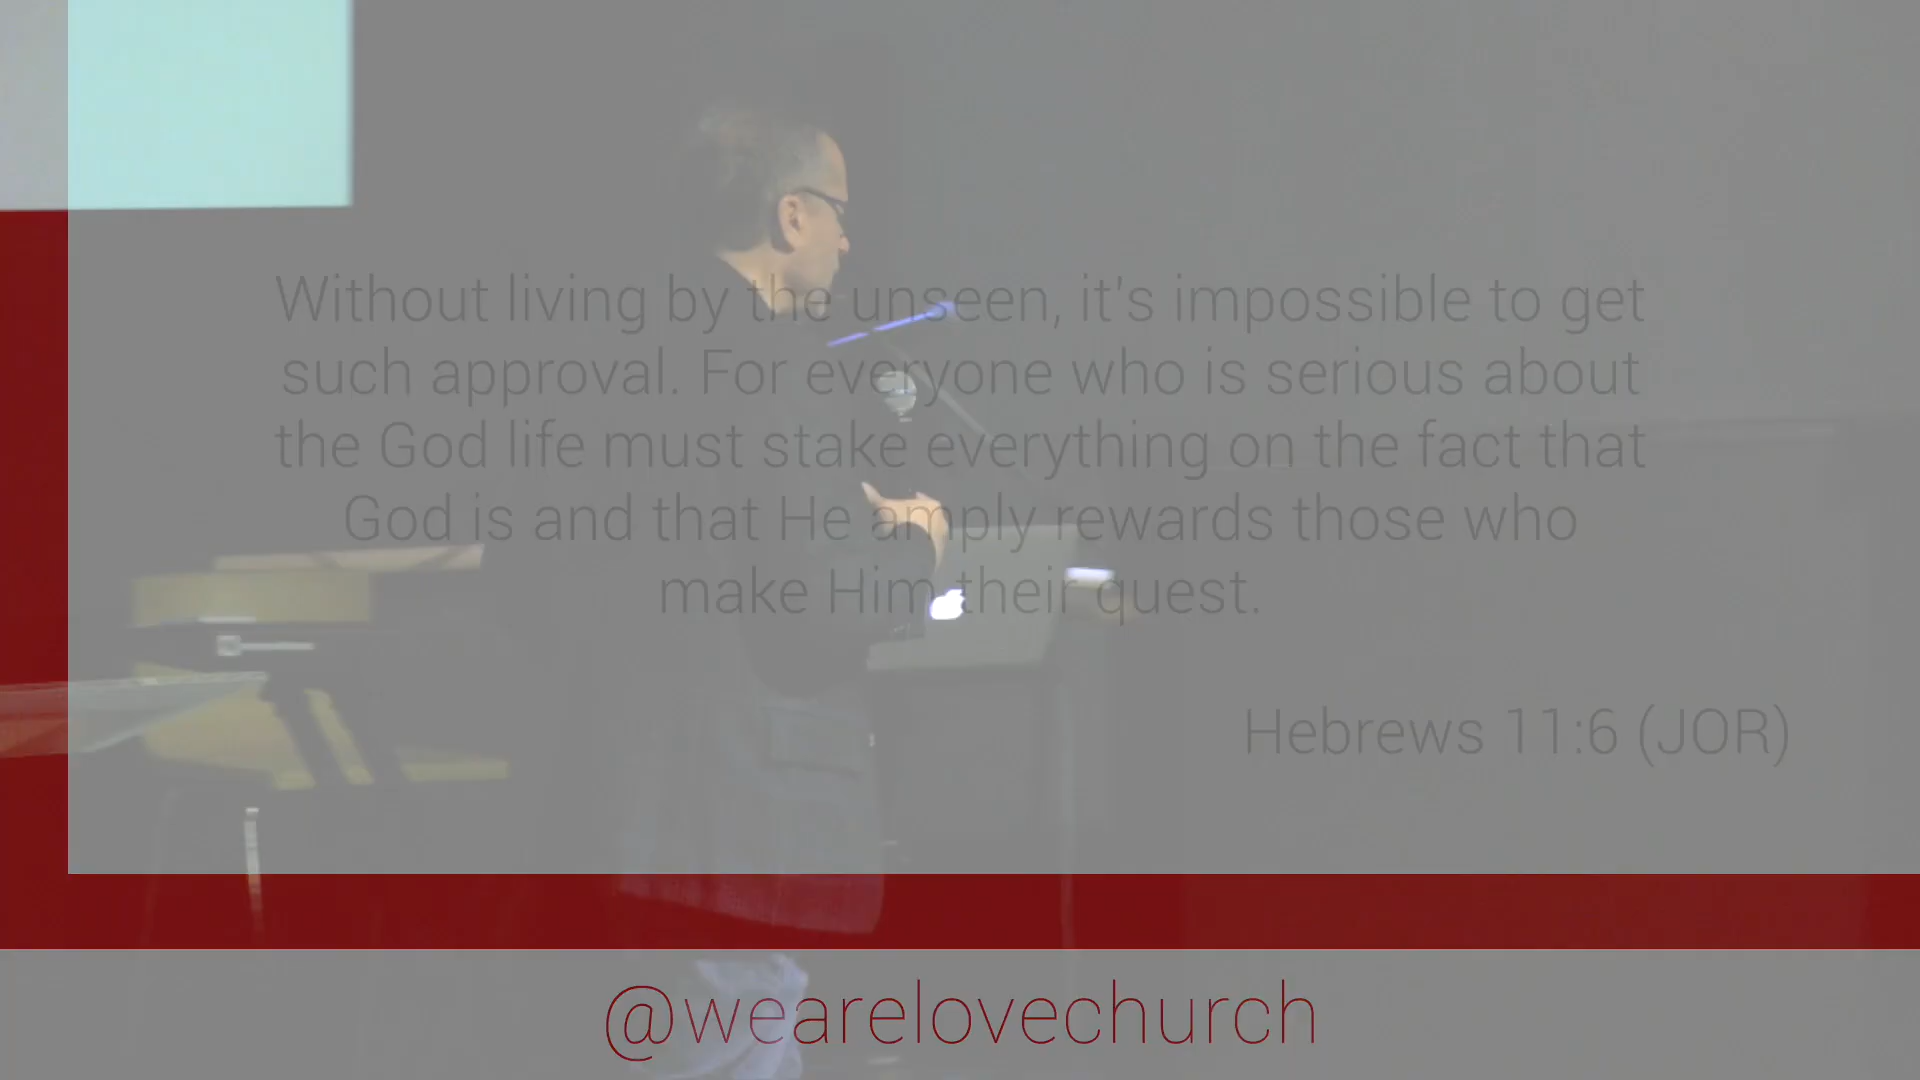 Without living by the unseen, it's impossible to get
such approval. For everyone who is serious about
the God life must stake everything on the fact that
God is and that He amply rewards those who
make Him their quest.
Hebrews 11:6 (JOR)
@wearelovechurch